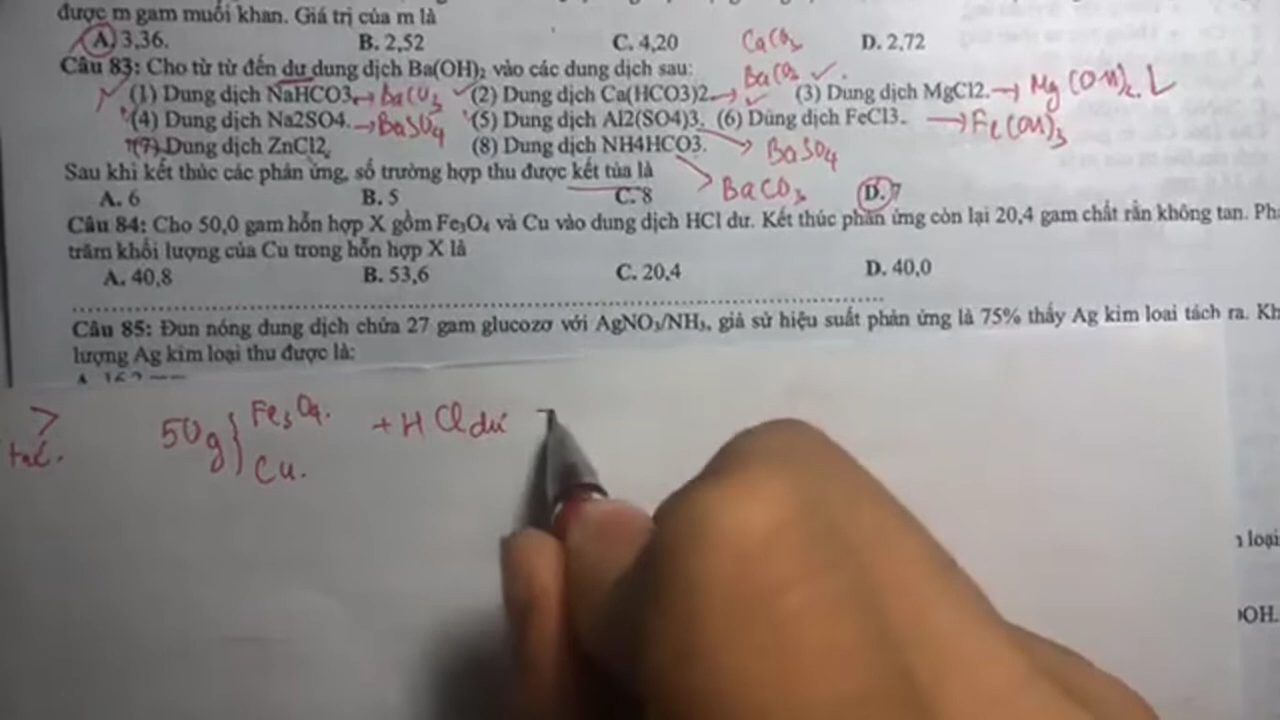 được m gam muối khan. Giá trị của m là
A. 3,36. B. 2,52 C. 4,20 D. 2,72
CaCO3
Câu 83: Cho từ từ đến dư dung dịch Ba(OH)2 vào các dung dịch sau:
BaCO3 ✓
(1) Dung dịch NaHCO3. → BaCO3 (2) Dung dịch Ca(HCO3)2. → ✓ (3) Dung dịch MgCl2. → Mg(OH)2 ↓
(4) Dung dịch Na2SO4. → BaSO4 (5) Dung dịch Al2(SO4)3. (6) Dung dịch FeCl3. → Fe(OH)3
(7) Dung dịch ZnCl2. (8) Dung dịch NH4HCO3. → BaSO4
Sau khi kết thúc các phản ứng, số trường hợp thu được kết tủa là
→ BaCO3
A. 6 B. 5 C. 8 D. 7
Câu 84: Cho 50,0 gam hỗn hợp X gồm Fe3O4 và Cu vào dung dịch HCl dư. Kết thúc phản ứng còn lại 20,4 gam chất rắn không tan.
trăm khối lượng của Cu trong hỗn hợp X là
A. 40,8 B. 53,6 C. 20,4 D. 40,0
Câu 85: Đun nóng dung dịch chứa 27 gam glucozơ với AgNO3/NH3, giả sử hiệu suất phản ứng là 75% thấy Ag kim loai tách ra.
lượng Ag kim loại thu được là:
50g } Fe3O4. + HCl dư
Cu.
loại
OH.